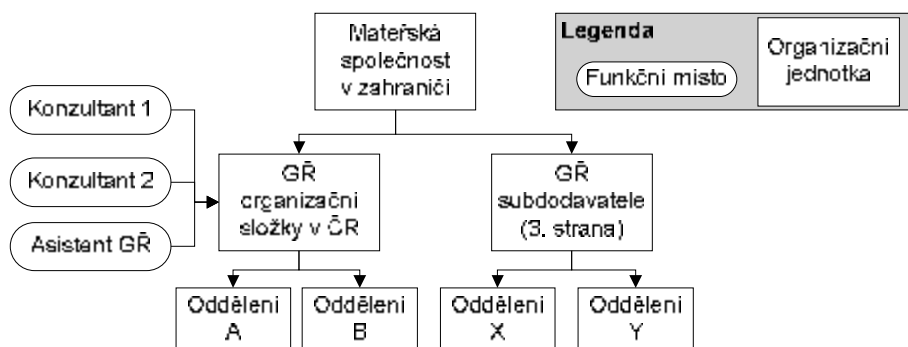 Mateřská
společnost
v zahraničí
Legenda
Funkční místo
Organizační
jednotka
Konzultant 1
Konzultant 2
Asistent GŘ
GŘ
organizační
složky v ČR
GŘ
subdodavatele
(3. strana)
Oddělení
A
Oddělení
B
Oddělení
X
Oddělení
Y